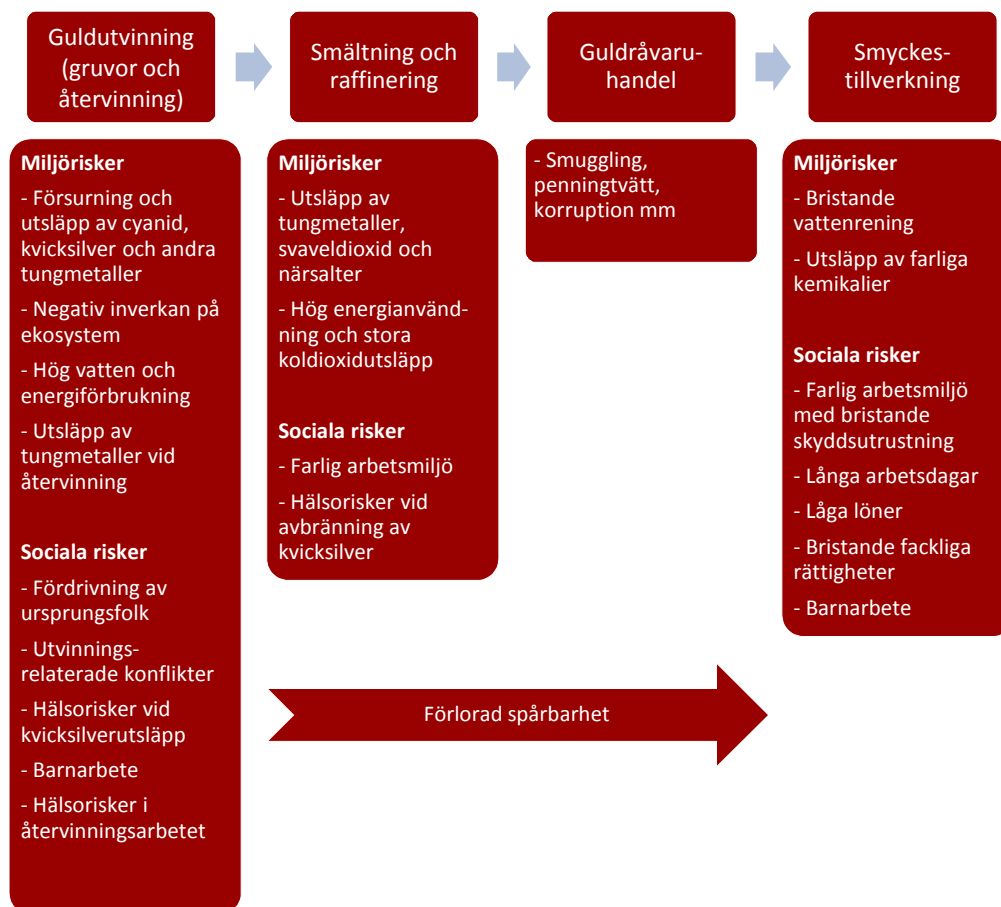 Guldutvinning
(gruvor och
återvinning)
Smältning och
raffinering
Guldråvaru-
handel
Smyckes-
tillverkning
Miljörisker
- Försurning och
utsläpp av cyanid,
kvicksilver och andra
tungmetaller
- Negativ inverkan på
ekosystem
- Hög vatten och
energiförbrukning
- Utsläpp av
tungmetaller vid
återvinning
Sociala risker
- Fördrivning av
ursprungsfolk
- Utvinnings-
relaterade konflikter
- Hälsorisker vid
kvicksilverutsläpp
- Barnarbete
- Hälsorisker i
återvinningsarbetet
Miljörisker
- Utsläpp av
tungmetaller,
svaveldioxid och
närsalter
- Hög energianvänd-
ning och stora
koldioxidutsläpp
Sociala risker
- Farlig arbetsmiljö
- Hälsorisker vid
avbränning av
kvicksilver
- Smuggling,
penningtvätt,
korruption mm
Miljörisker
- Bristande
vattenrening
- Utsläpp av farliga
kemikalier
Sociala risker
- Farlig arbetsmiljö
med bristande
skyddsutrustning
- Långa arbetsdagar
- Låga löner
- Bristande fackliga
rättigheter
- Barnarbete
Förlorad spårbarhet